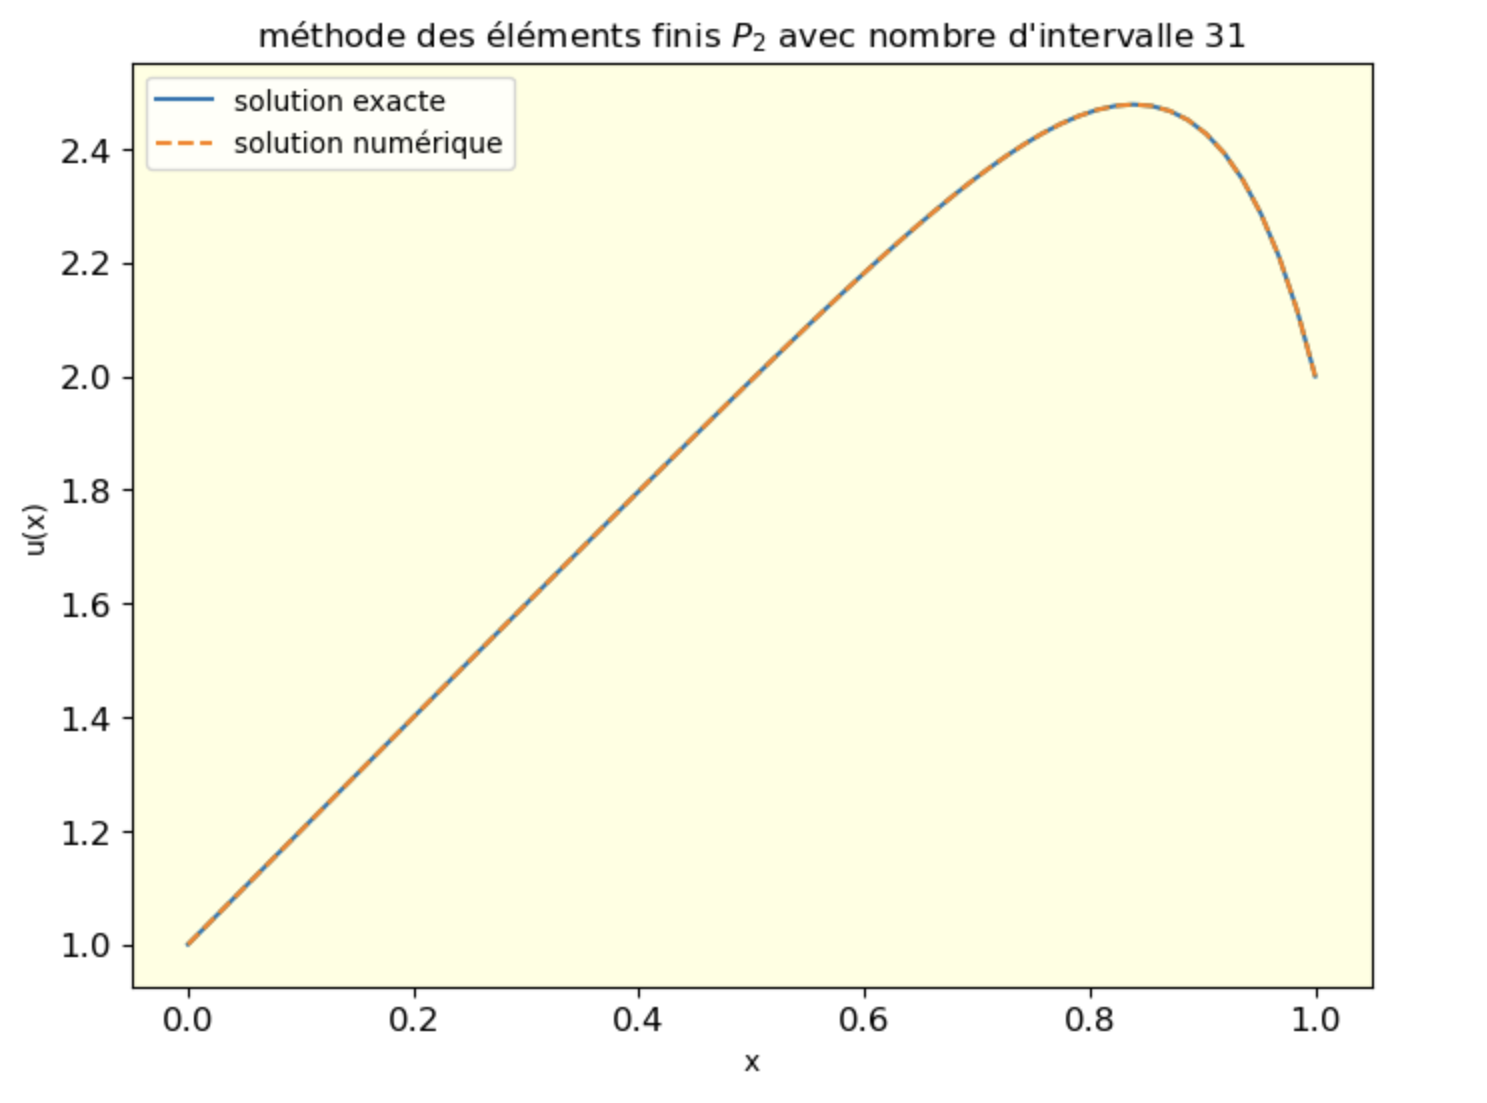 méthode des éléments finis $P_2$ avec nombre d'intervalle 31
solution exacte
solution numérique
2.4
2.2
2.0
1.8
1.6
1.4
1.2
1.0
u(x)
0.0 0.2 0.4 0.6 0.8 1.0
x